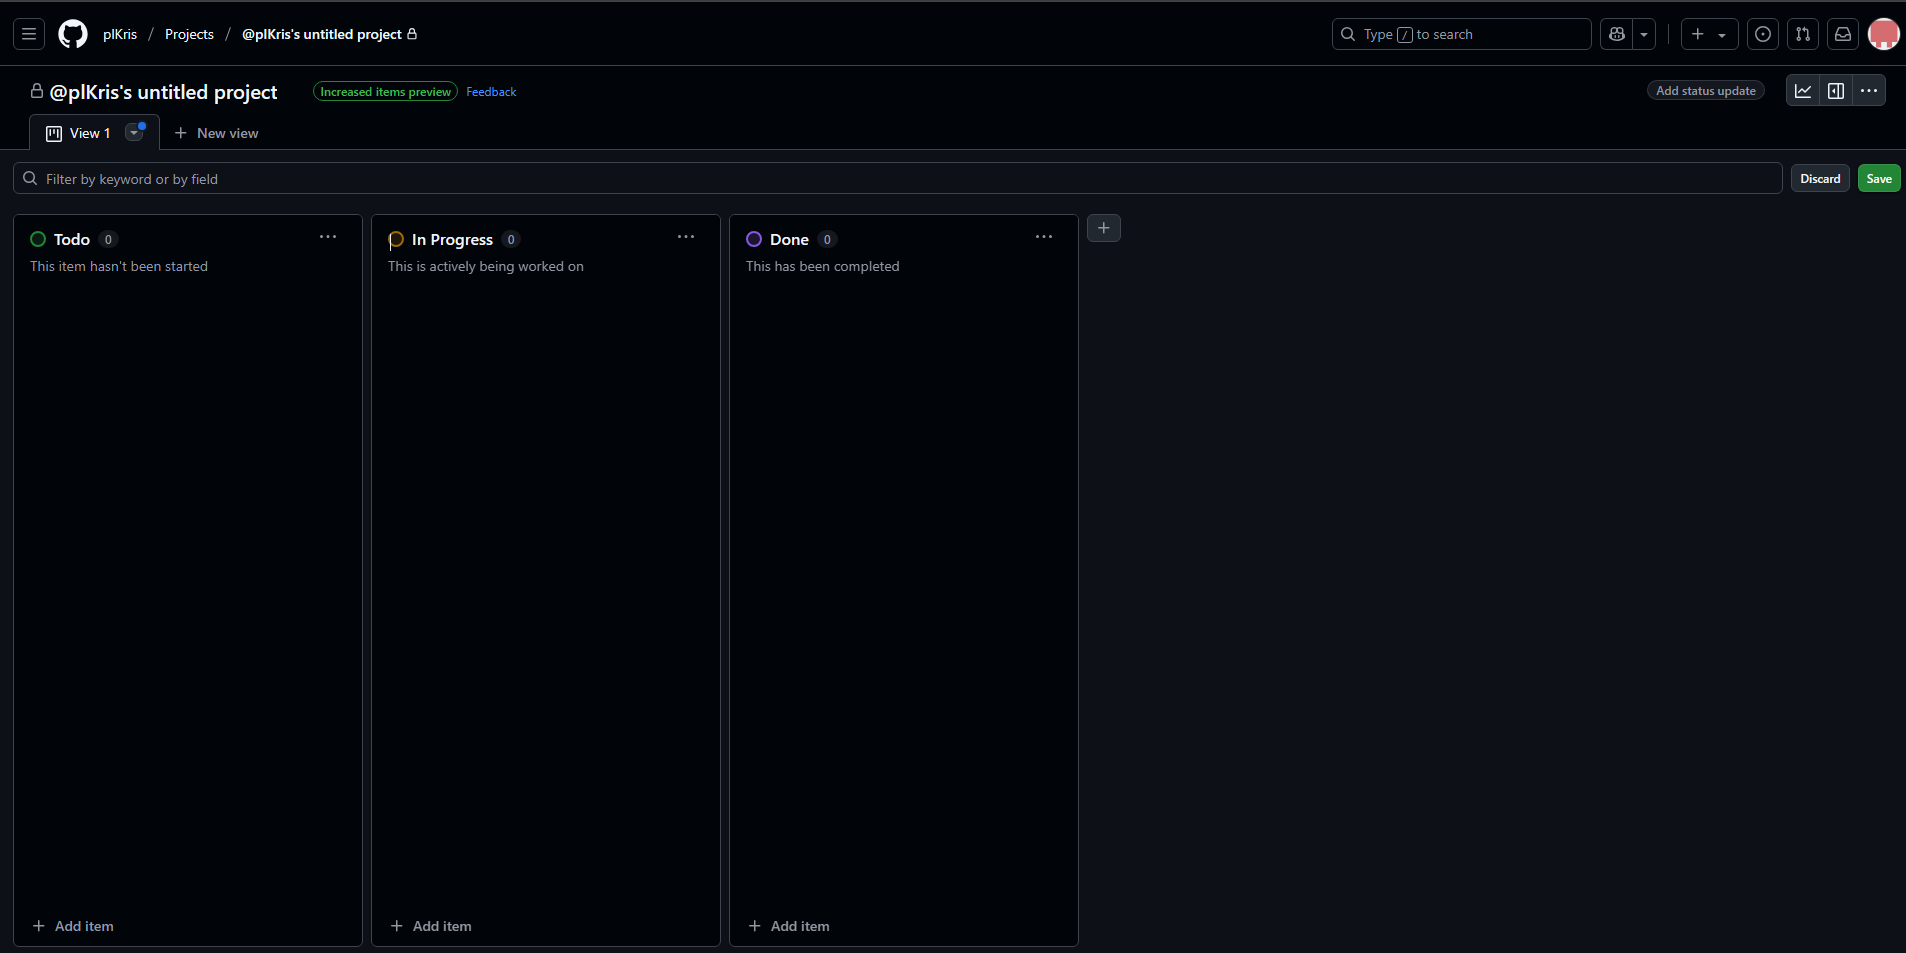 plKris / Projects / @plKris's untitled project
Type / to search
@plKris's untitled project
Increased items preview
Feedback
Add status update
View 1
New view
Filter by keyword or by field
Discard
Save
Todo 0
This item hasn't been started
Add item
In Progress 0
This is actively being worked on
Add item
Done 0
This has been completed
Add item